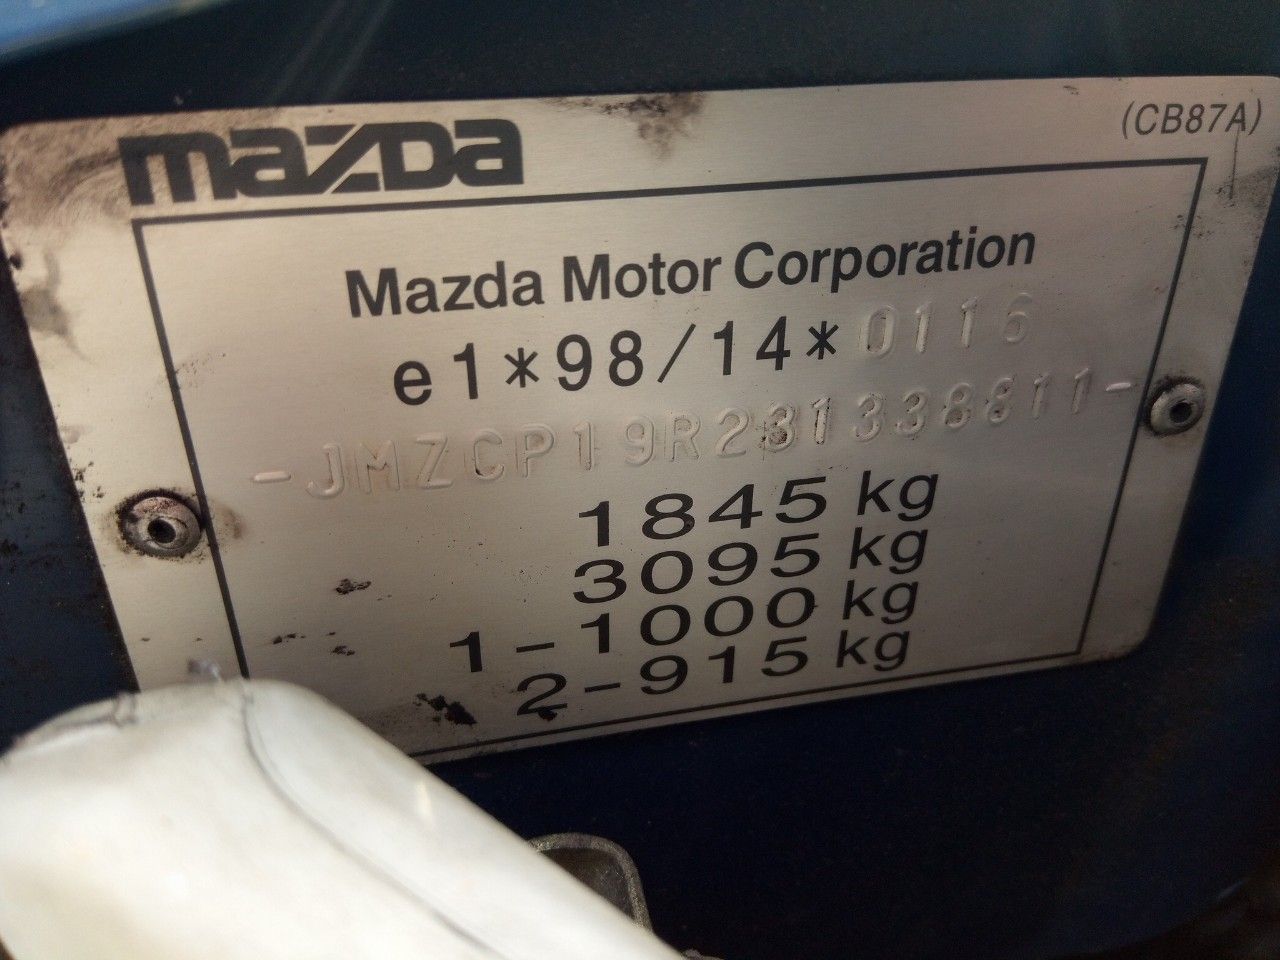 mazda
(CB87A)
Mazda Motor Corporation
e1*98/14*0116
-JMZCP19R231338811-
1845 kg
3095 kg
1-1000 kg
2-915 kg